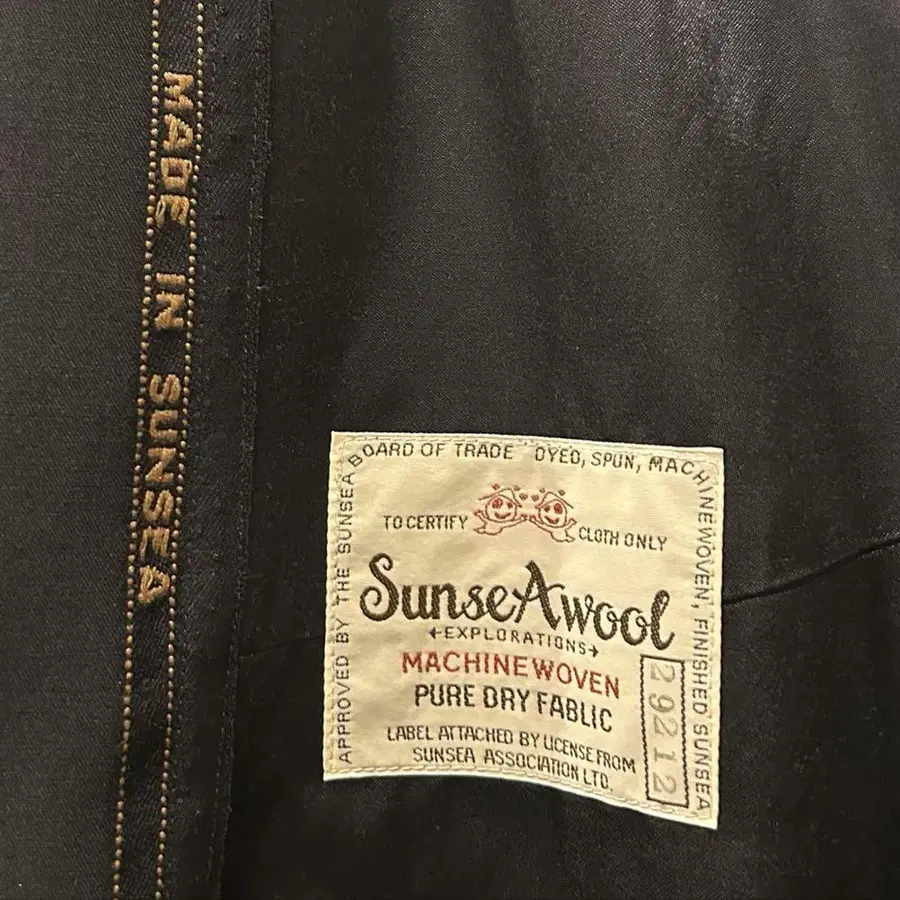 MADE IN SUNSEA
APPROVED BY THE SUNSEA BOARD OF TRADE DYED, SPUN, MACHINEWOVEN, FINISHED SUNSEA
TO CERTIFY
CLOTH ONLY
SunseAwool
EXPLORATIONS
MACHINEWOVEN
PURE DRY FABLIC
LABEL ATTACHED BY LICENSE FROM
SUNSEA ASSOCIATION LTD.
29212